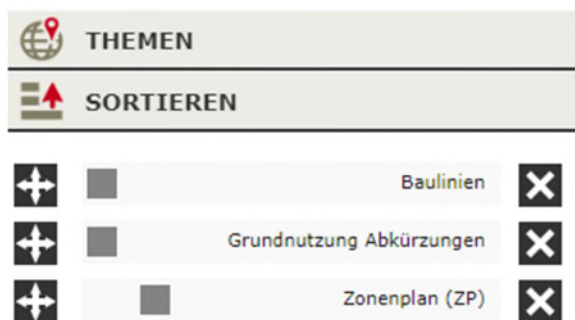 THEMEN
SORTIEREN
Baulinien
Grundnutzung Abkürzungen
Zonenplan (ZP)